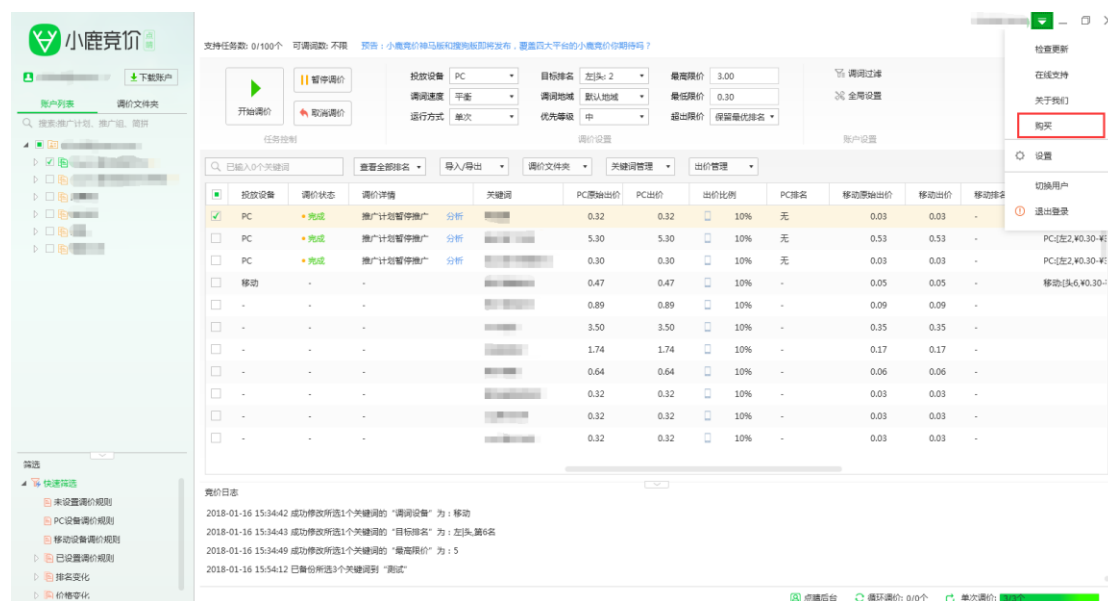 小鹿竞价
下载账户
账户列表 调价文件夹
搜索:推广计划、推广组、简拼
筛选
快速筛选
未设置调价规则
PC设备调价规则
移动设备调价规则
已设置调价规则
排名变化
价格变化
支持任务数: 0/100个 可调词数: 不限 预告：小鹿竞价神马版和搜狗版即将发布，覆盖四大平台的小鹿竞价你期待吗？
开始调价
暂停调价
取消调价
任务控制
投放设备 PC 目标排名 左|头: 2 最高限价 3.00
调词速度 平衡 调词地域 默认地域 最低限价 0.30
运行方式 单次 优先等级 中 超出限价 保留最优排名
调价设置
调词过滤
全局设置
账户设置
检查更新
在线支持
关于我们
购买
设置
切换用户
退出登录
已输入0个关键词 查看全部排名 导入/导出 调价文件夹 关键词管理 出价管理
投放设备 调价状态 调价详情 关键词 PC原始出价 PC出价 出价比例 PC排名 移动原始出价 移动出价 移动排名
PC 完成 推广计划暂停推广 分析 0.32 0.32 10% 无 0.03 0.03 -
PC 完成 推广计划暂停推广 分析 5.30 5.30 10% 无 0.53 0.53 - PC:[左2,¥0.30-¥
PC 完成 推广计划暂停推广 分析 0.30 0.30 10% 无 0.03 0.03 - PC:[左2,¥0.30-¥
移动 - - 0.47 0.47 10% - 0.05 0.05 - 移动:[头6,¥0.30-
- - - 0.89 0.89 10% - 0.09 0.09 -
- - - 3.50 3.50 10% - 0.35 0.35 -
- - - 1.74 1.74 10% - 0.17 0.17 -
- - - 0.64 0.64 10% - 0.06 0.06 -
- - - 0.32 0.32 10% - 0.03 0.03 -
- - - 0.32 0.32 10% - 0.03 0.03 -
- - - 0.32 0.32 10% - 0.03 0.03 -
竞价日志
2018-01-16 15:34:42 成功修改所选1个关键词的“调词设备”为：移动
2018-01-16 15:34:43 成功修改所选1个关键词的“目标排名”为：左|头,第6名
2018-01-16 15:34:49 成功修改所选1个关键词的“最高限价”为：5
2018-01-16 15:54:12 已备份所选3个关键词到“测试”
点睛后台 循环调价: 0/0个 单次调价: 3/3个